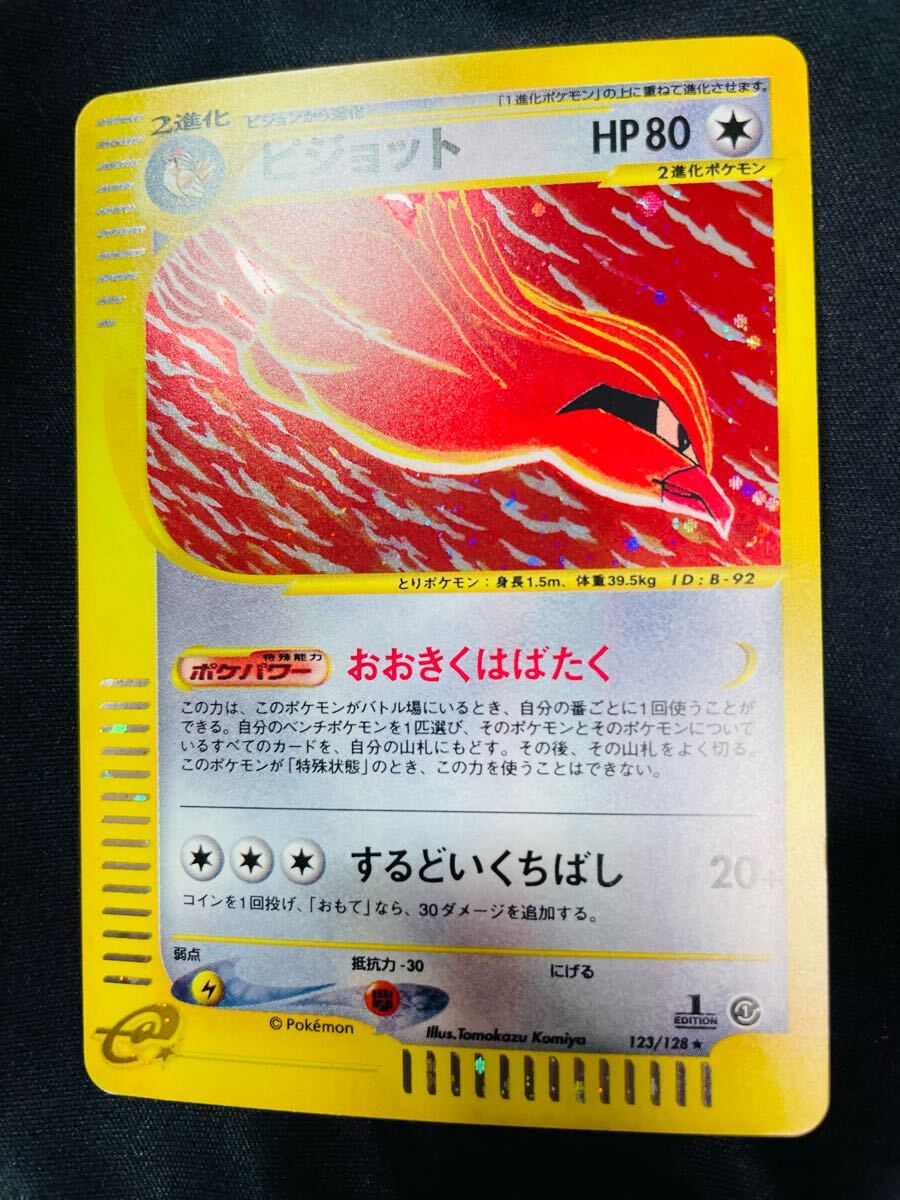 「1進化ポケモン」の上に重ねて進化させます。
2進化 ピジョンから進化
ピジョット HP80
2進化ポケモン
とりポケモン：身長1.5m、体重39.5kg ID:B-92
特殊能力
ポケパワー おおきくはばたく
この力は、このポケモンがバトル場にいるとき、自分の番ごとに1回使うことが
できる。自分のベンチポケモンを1匹選び、そのポケモンとそのポケモンについて
いるすべてのカードを、自分の山札にもどす。その後、その山札をよく切る。
このポケモンが「特殊状態」のとき、この力を使うことはできない。
するどいくちばし 20+
コインを1回投げ、「おもて」なら、30ダメージを追加する。
弱点 抵抗力 -30 にげる
© Pokémon
Illus.Tomokazu Komiya
1
EDITION
123/128 ★